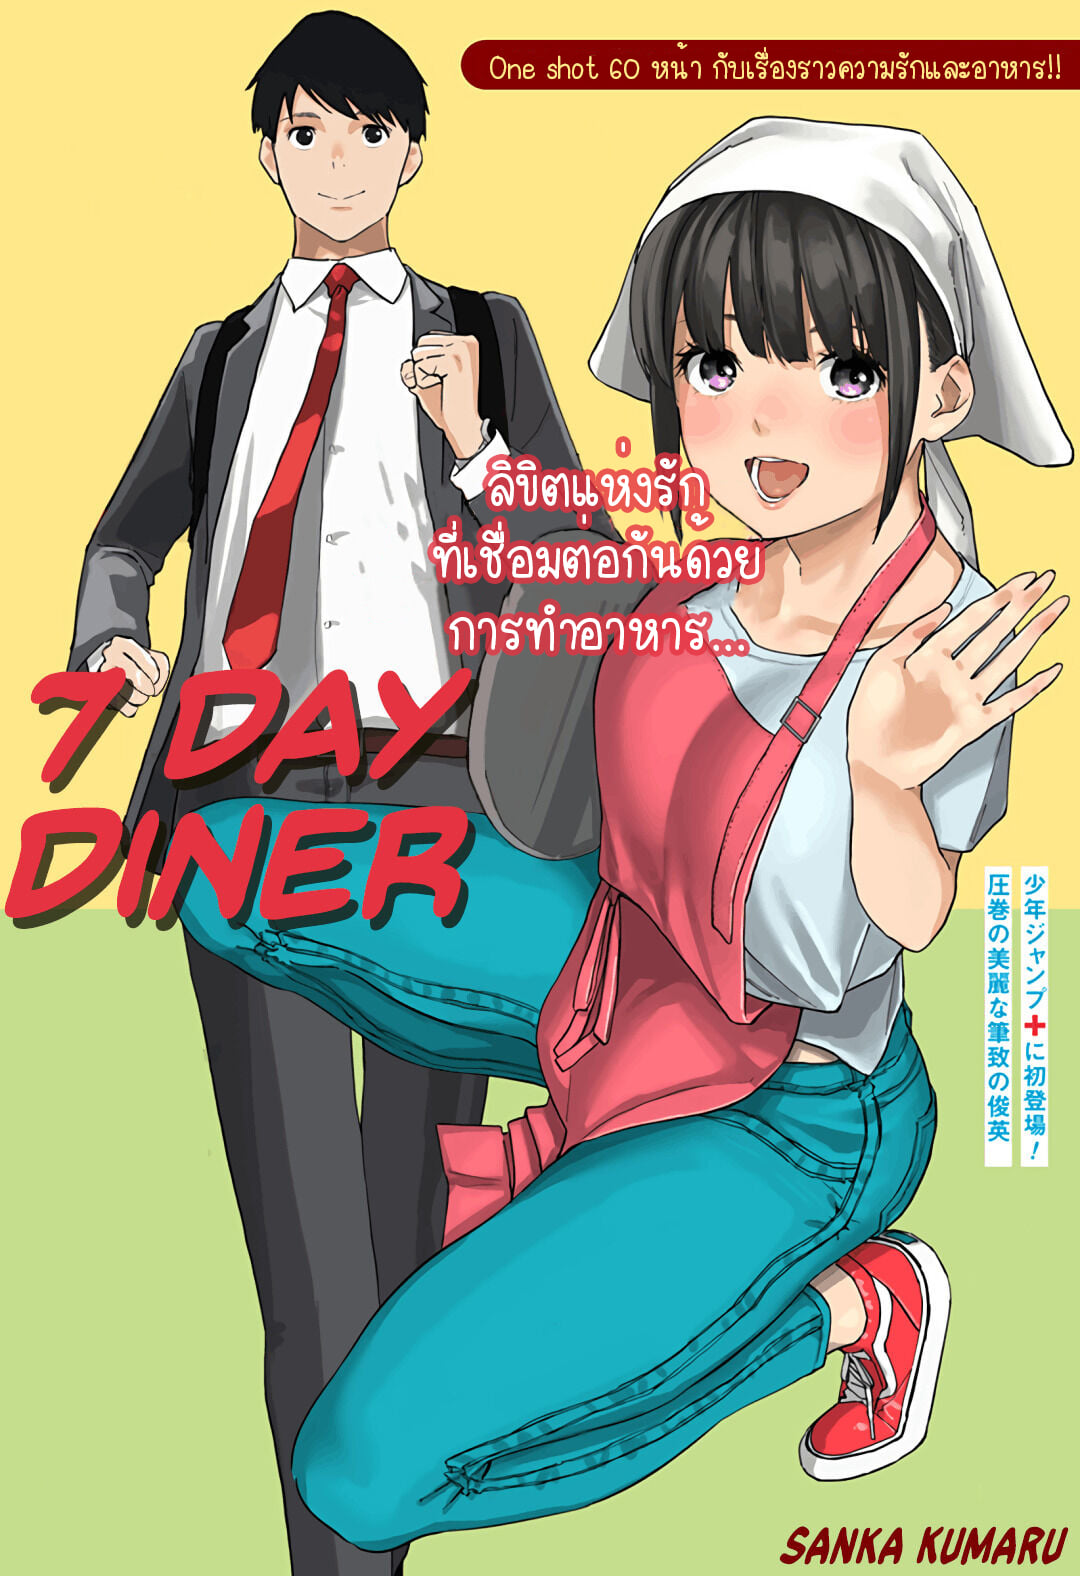 One shot 60 หน้า กับเรื่องราวความรักและอาหาร!!
ลิขิตแห่งรัก
ที่เชื่อมต่อกันด้วย
การทำอาหาร...
7 DAY
DINER
少年ジャンプ+に初登場!
圧巻の美麗な筆致の俊英
SANKA KUMARU